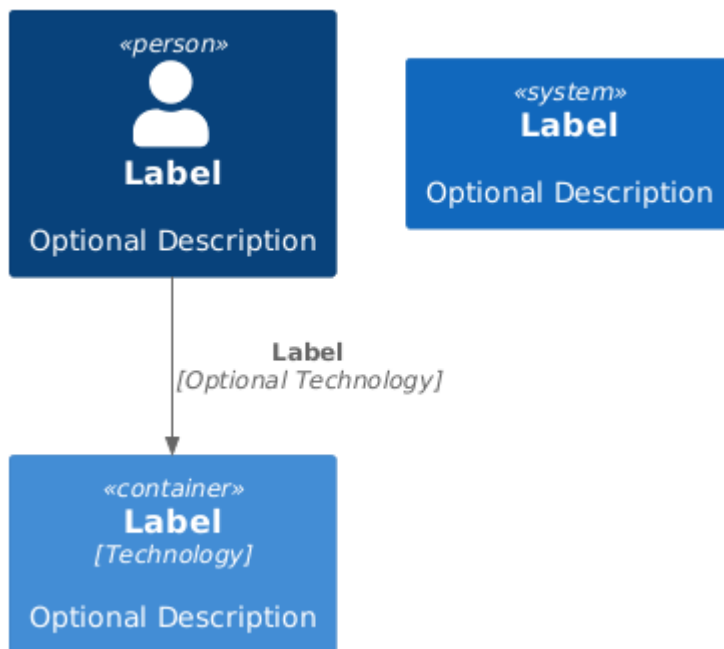 «person»
Label
Optional Description
«system»
Label
Optional Description
Label
[Optional Technology]
«container»
Label
[Technology]
Optional Description